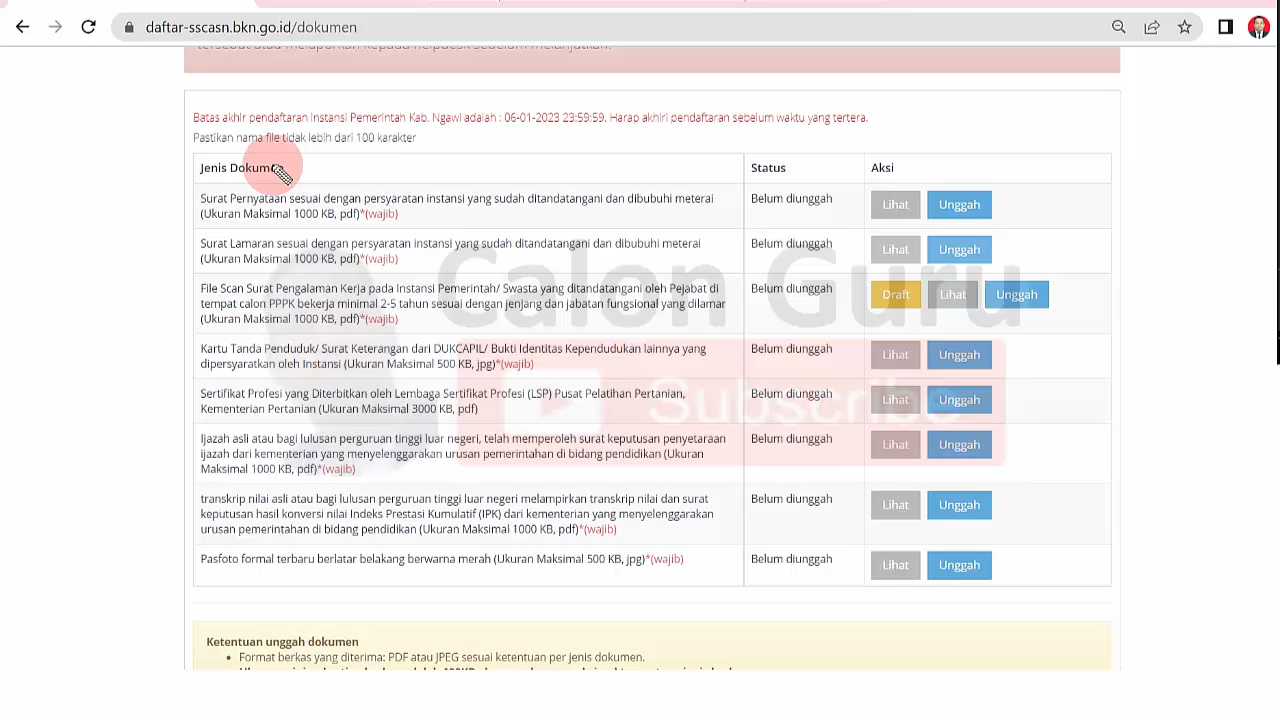 daftar-sscasn.bkn.go.id/dokumen
tersebut atau melaporkan kepada helpdesk sebelum melanjutkan.
Batas akhir pendaftaran instansi Pemerintah Kab. Ngawi adalah : 06-01-2023 23:59:59. Harap akhiri pendaftaran sebelum waktu yang tertera.
Pastikan nama file tidak lebih dari 100 karakter
Jenis Dokumen Status Aksi
Surat Pernyataan sesuai dengan persyaratan instansi yang sudah ditandatangani dan dibubuhi meterai Belum diunggah Lihat Unggah
(Ukuran Maksimal 1000 KB, pdf)*(wajib)
Surat Lamaran sesuai dengan persyaratan instansi yang sudah ditandatangani dan dibubuhi meterai Belum diunggah Lihat Unggah
(Ukuran Maksimal 1000 KB, pdf)*(wajib)
File Scan Surat Pengalaman Kerja pada Instansi Pemerintah/ Swasta yang ditandatangani oleh Pejabat di Belum diunggah Draft Lihat Unggah
tempat calon PPPK bekerja minimal 2-5 tahun sesuai dengan jenjang dan jabatan fungsional yang dilamar
(Ukuran Maksimal 1000 KB, pdf)*(wajib)
Kartu Tanda Penduduk/ Surat Keterangan dari DUKCAPIL/ Bukti Identitas Kependudukan lainnya yang Belum diunggah Lihat Unggah
dipersyaratkan oleh Instansi (Ukuran Maksimal 500 KB, jpg)*(wajib)
Sertifikat Profesi yang Diterbitkan oleh Lembaga Sertifikat Profesi (LSP) Pusat Pelatihan Pertanian, Belum diunggah Lihat Unggah
Kementerian Pertanian (Ukuran Maksimal 3000 KB, pdf)
Ijazah asli atau bagi lulusan perguruan tinggi luar negeri, telah memperoleh surat keputusan penyetaraan Belum diunggah Lihat Unggah
ijazah dari kementerian yang menyelenggarakan urusan pemerintahan di bidang pendidikan (Ukuran
Maksimal 1000 KB, pdf)*(wajib)
transkrip nilai asli atau bagi lulusan perguruan tinggi luar negeri melampirkan transkrip nilai dan surat Belum diunggah Lihat Unggah
keputusan hasil konversi nilai Indeks Prestasi Kumulatif (IPK) dari kementerian yang menyelenggarakan
urusan pemerintahan di bidang pendidikan (Ukuran Maksimal 1000 KB, pdf)*(wajib)
Pasfoto formal terbaru berlatar belakang berwarna merah (Ukuran Maksimal 500 KB, jpg)*(wajib) Belum diunggah Lihat Unggah
Calon Guru
Subscribe
Ketentuan unggah dokumen
Format berkas yang diterima: PDF atau JPEG sesuai ketentuan per jenis dokumen.